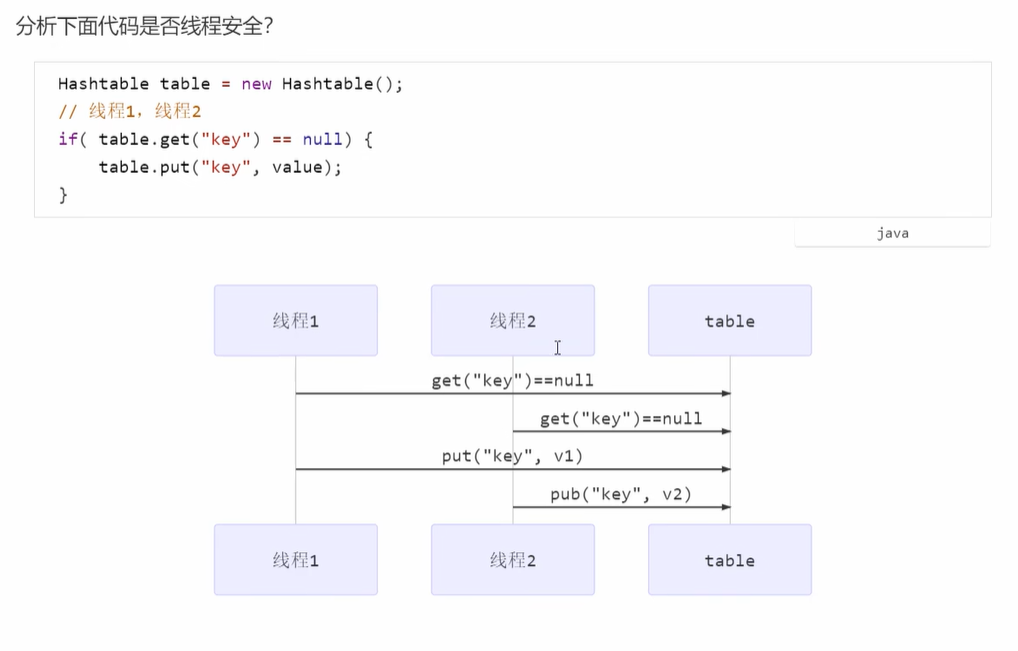 分析下面代码是否线程安全？
Hashtable table = new Hashtable();
// 线程1，线程2
if( table.get("key") == null) {
    table.put("key", value);
}
java
线程1
线程2
table
get("key")==null
get("key")==null
put("key", v1)
pub("key", v2)
线程1
线程2
table